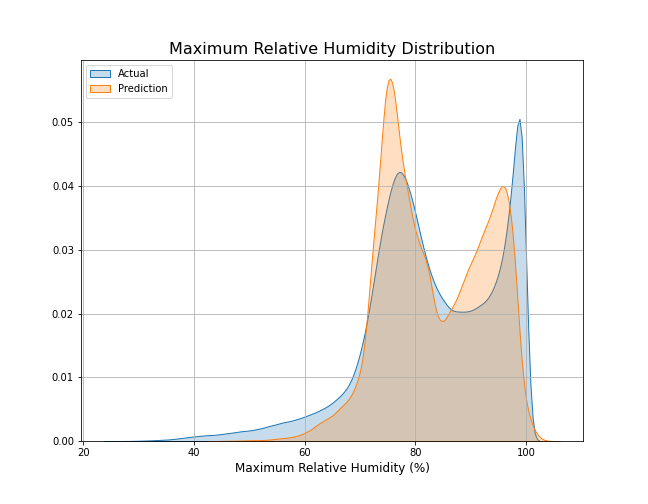 Maximum Relative Humidity Distribution
Actual
Prediction
0.05
0.04
0.03
0.02
0.01
0.00
20 40 60 80 100
Maximum Relative Humidity (%)